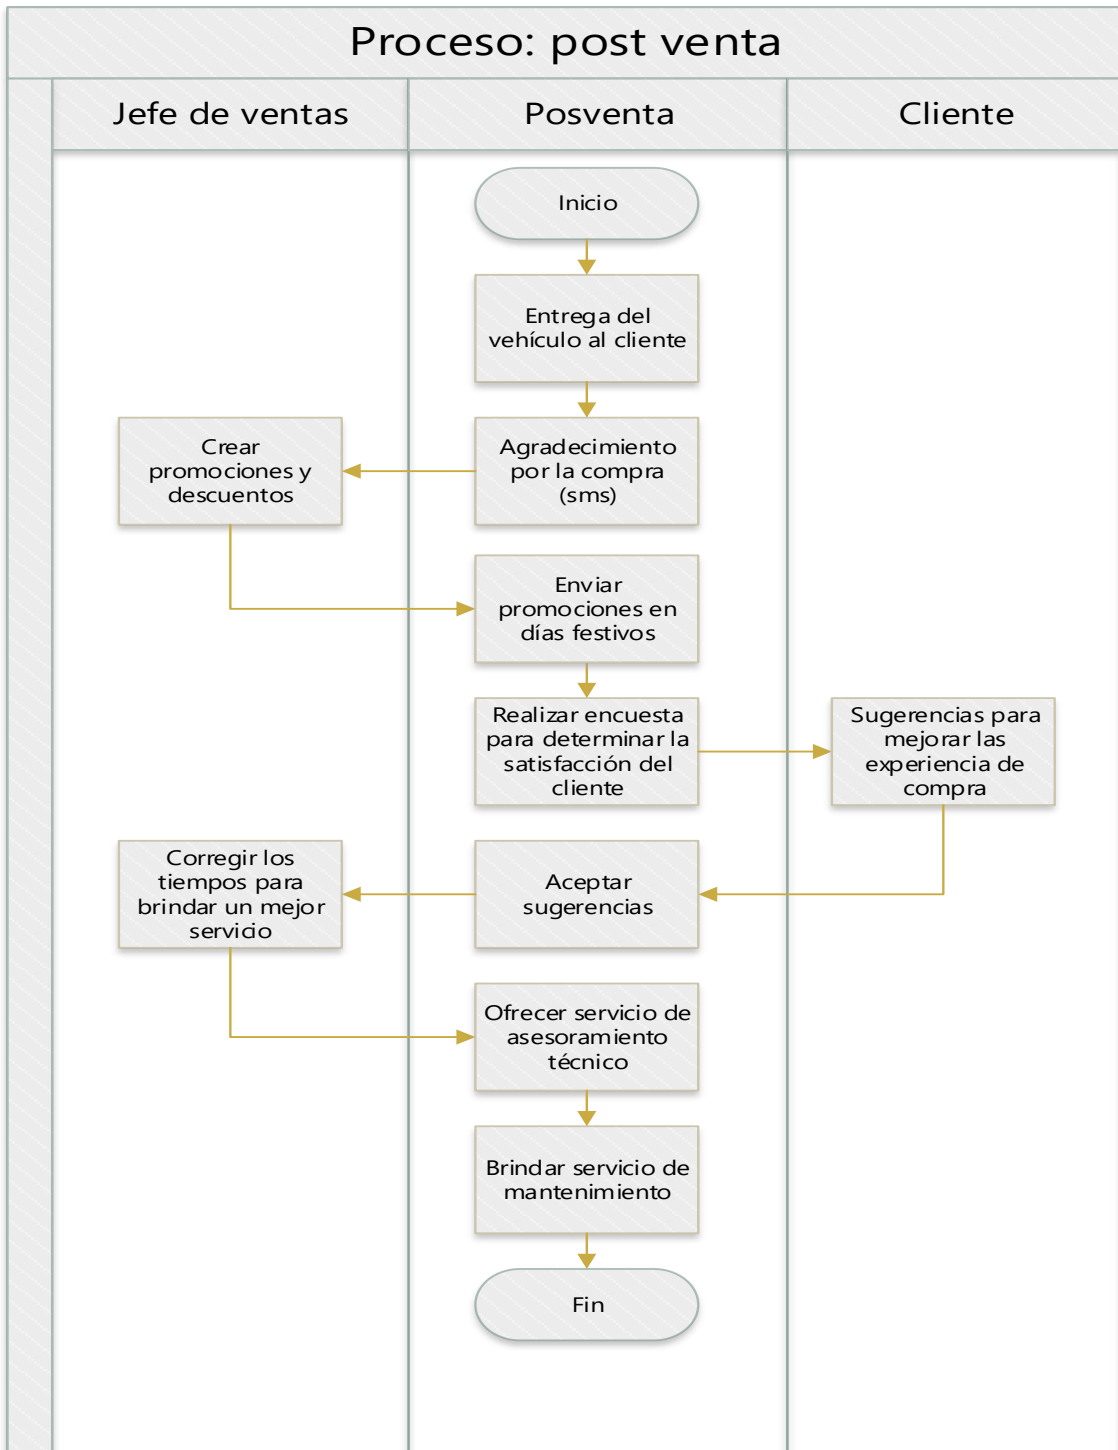 Proceso: post venta
Jefe de ventas
Posventa
Cliente
Inicio
Entrega del
vehículo al cliente
Agradecimiento
por la compra
(sms)
Crear
promociones y
descuentos
Enviar
promociones en
días festivos
Realizar encuesta
para determinar la
satisfacción del
cliente
Sugerencias para
mejorar las
experiencia de
compra
Aceptar
sugerencias
Corregir los
tiempos para
brindar un mejor
servicio
Ofrecer servicio de
asesoramiento
técnico
Brindar servicio de
mantenimiento
Fin